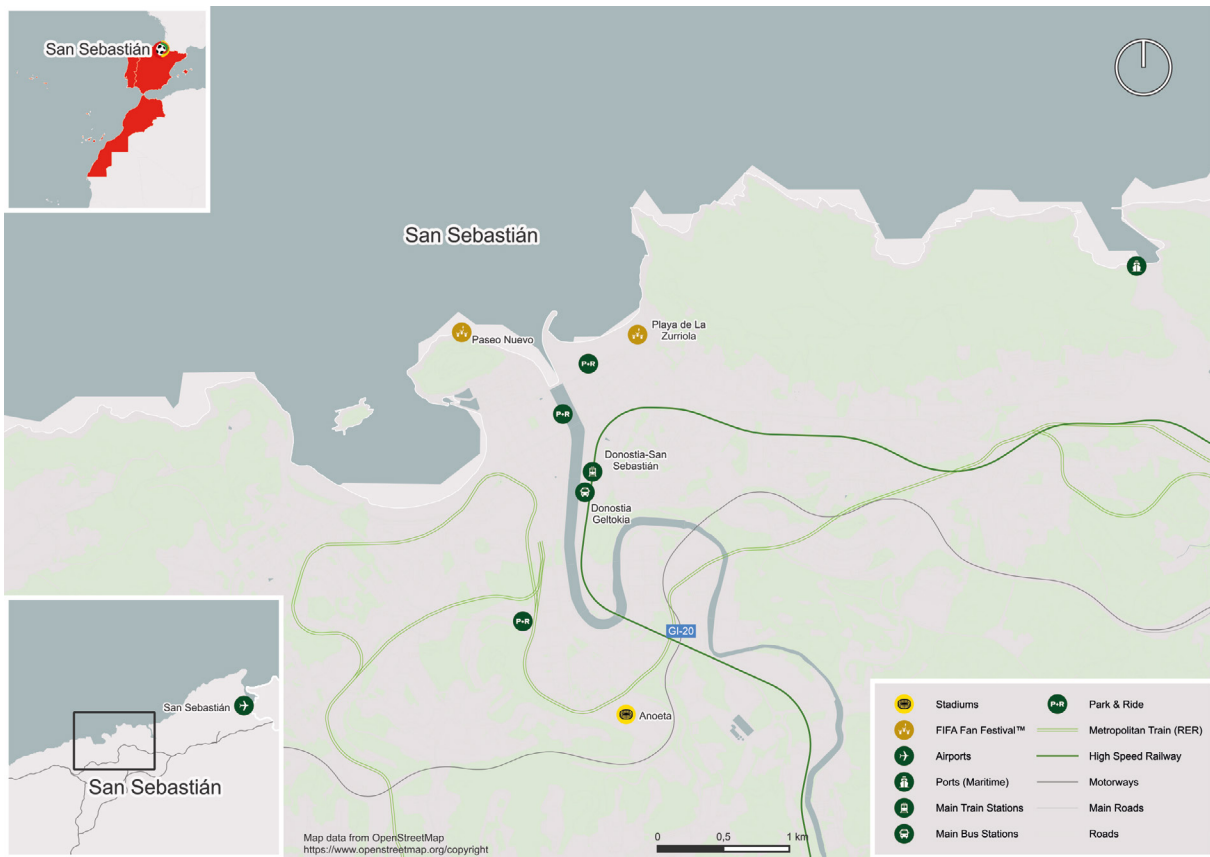 San Sebastián
San Sebastián
Paseo Nuevo
Playa de La
Zurriola
P+R
P+R
Donostia-San
Sebastián
Donostia
Geltokia
P+R
GI-20
Anoeta
San Sebastián
San Sebastián
Map data from OpenStreetMap
https://www.openstreetmap.org/copyright
0 0,5 1 km
Stadiums
FIFA Fan Festival™
Airports
Ports (Maritime)
Main Train Stations
Main Bus Stations
P+R Park & Ride
Metropolitan Train (RER)
High Speed Railway
Motorways
Main Roads
Roads